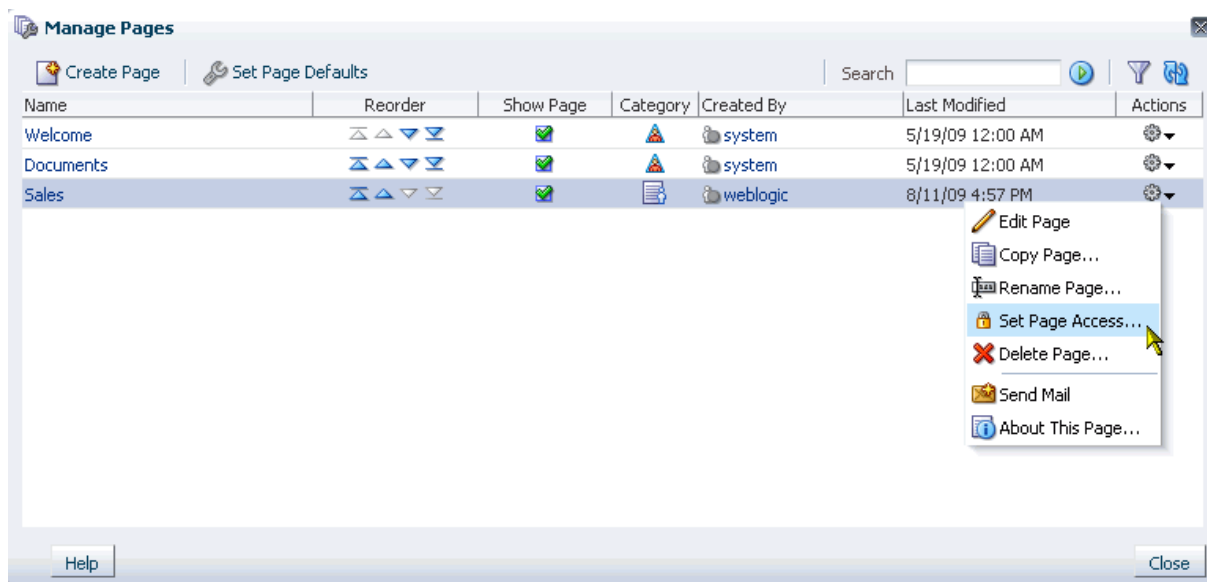 Manage Pages
Create Page Set Page Defaults Search
Name Reorder Show Page Category Created By Last Modified Actions
Welcome system 5/19/09 12:00 AM
Documents system 5/19/09 12:00 AM
Sales weblogic 8/11/09 4:57 PM
Edit Page
Copy Page...
Rename Page...
Set Page Access...
Delete Page...
Send Mail
About This Page...
Help Close